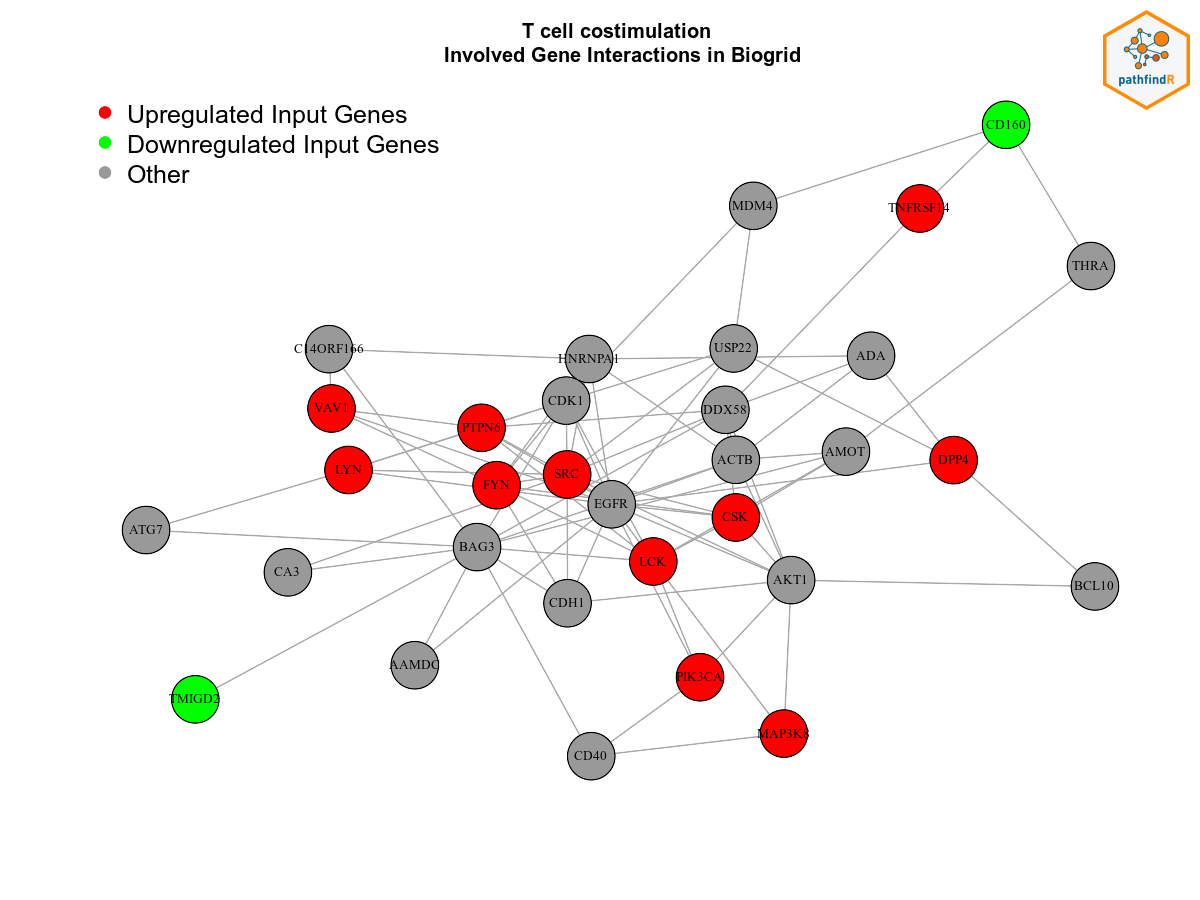 T cell costimulation
Involved Gene Interactions in Biogrid
pathfindR
Upregulated Input Genes
Downregulated Input Genes
Other
CD160
MDM4
TNFRSF14
THRA
C14ORF166
HNRNPA1
USP22
ADA
CDK1
VAV1
DDX58
PTPN6
AMOT
LYN
SRC
ACTB
DPP4
FYN
EGFR
CSK
ATG7
BAG3
LCK
CA3
AKT1
BCL10
CDH1
AAMDC
PIK3CA
TMIGD2
MAP3K8
CD40